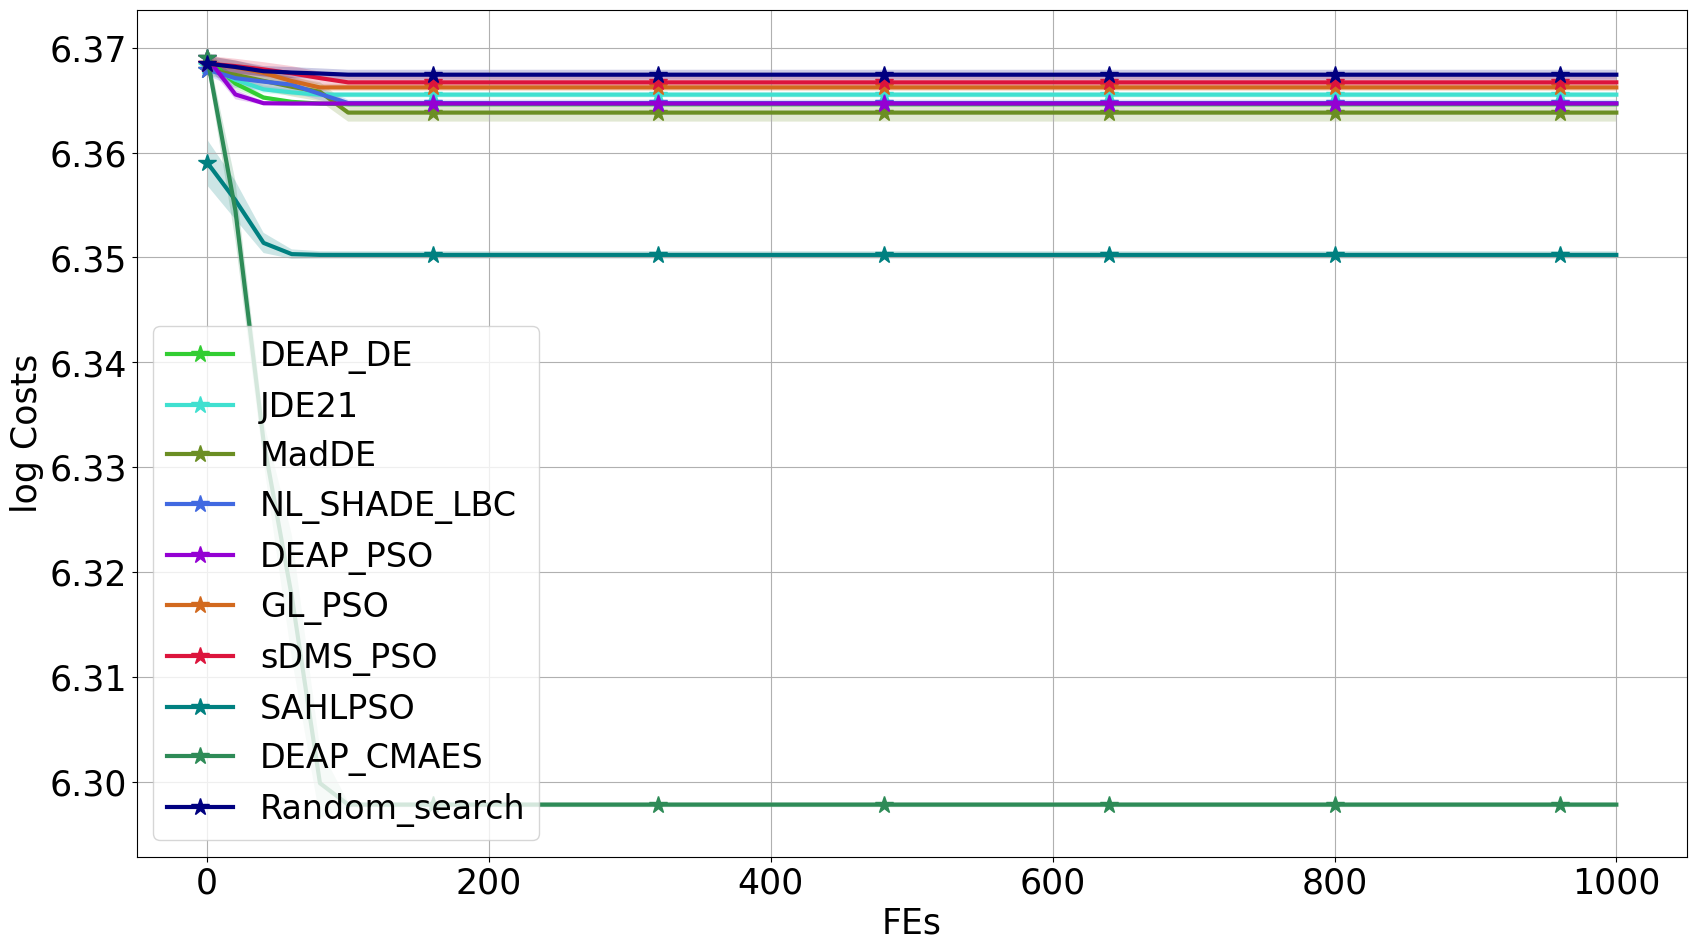 6.37
6.36
6.35
6.34
6.33
6.32
6.31
6.30
log Costs
DEAP_DE
JDE21
MadDE
NL_SHADE_LBC
DEAP_PSO
GL_PSO
sDMS_PSO
SAHLPSO
DEAP_CMAES
Random_search
0 200 400 600 800 1000
FEs